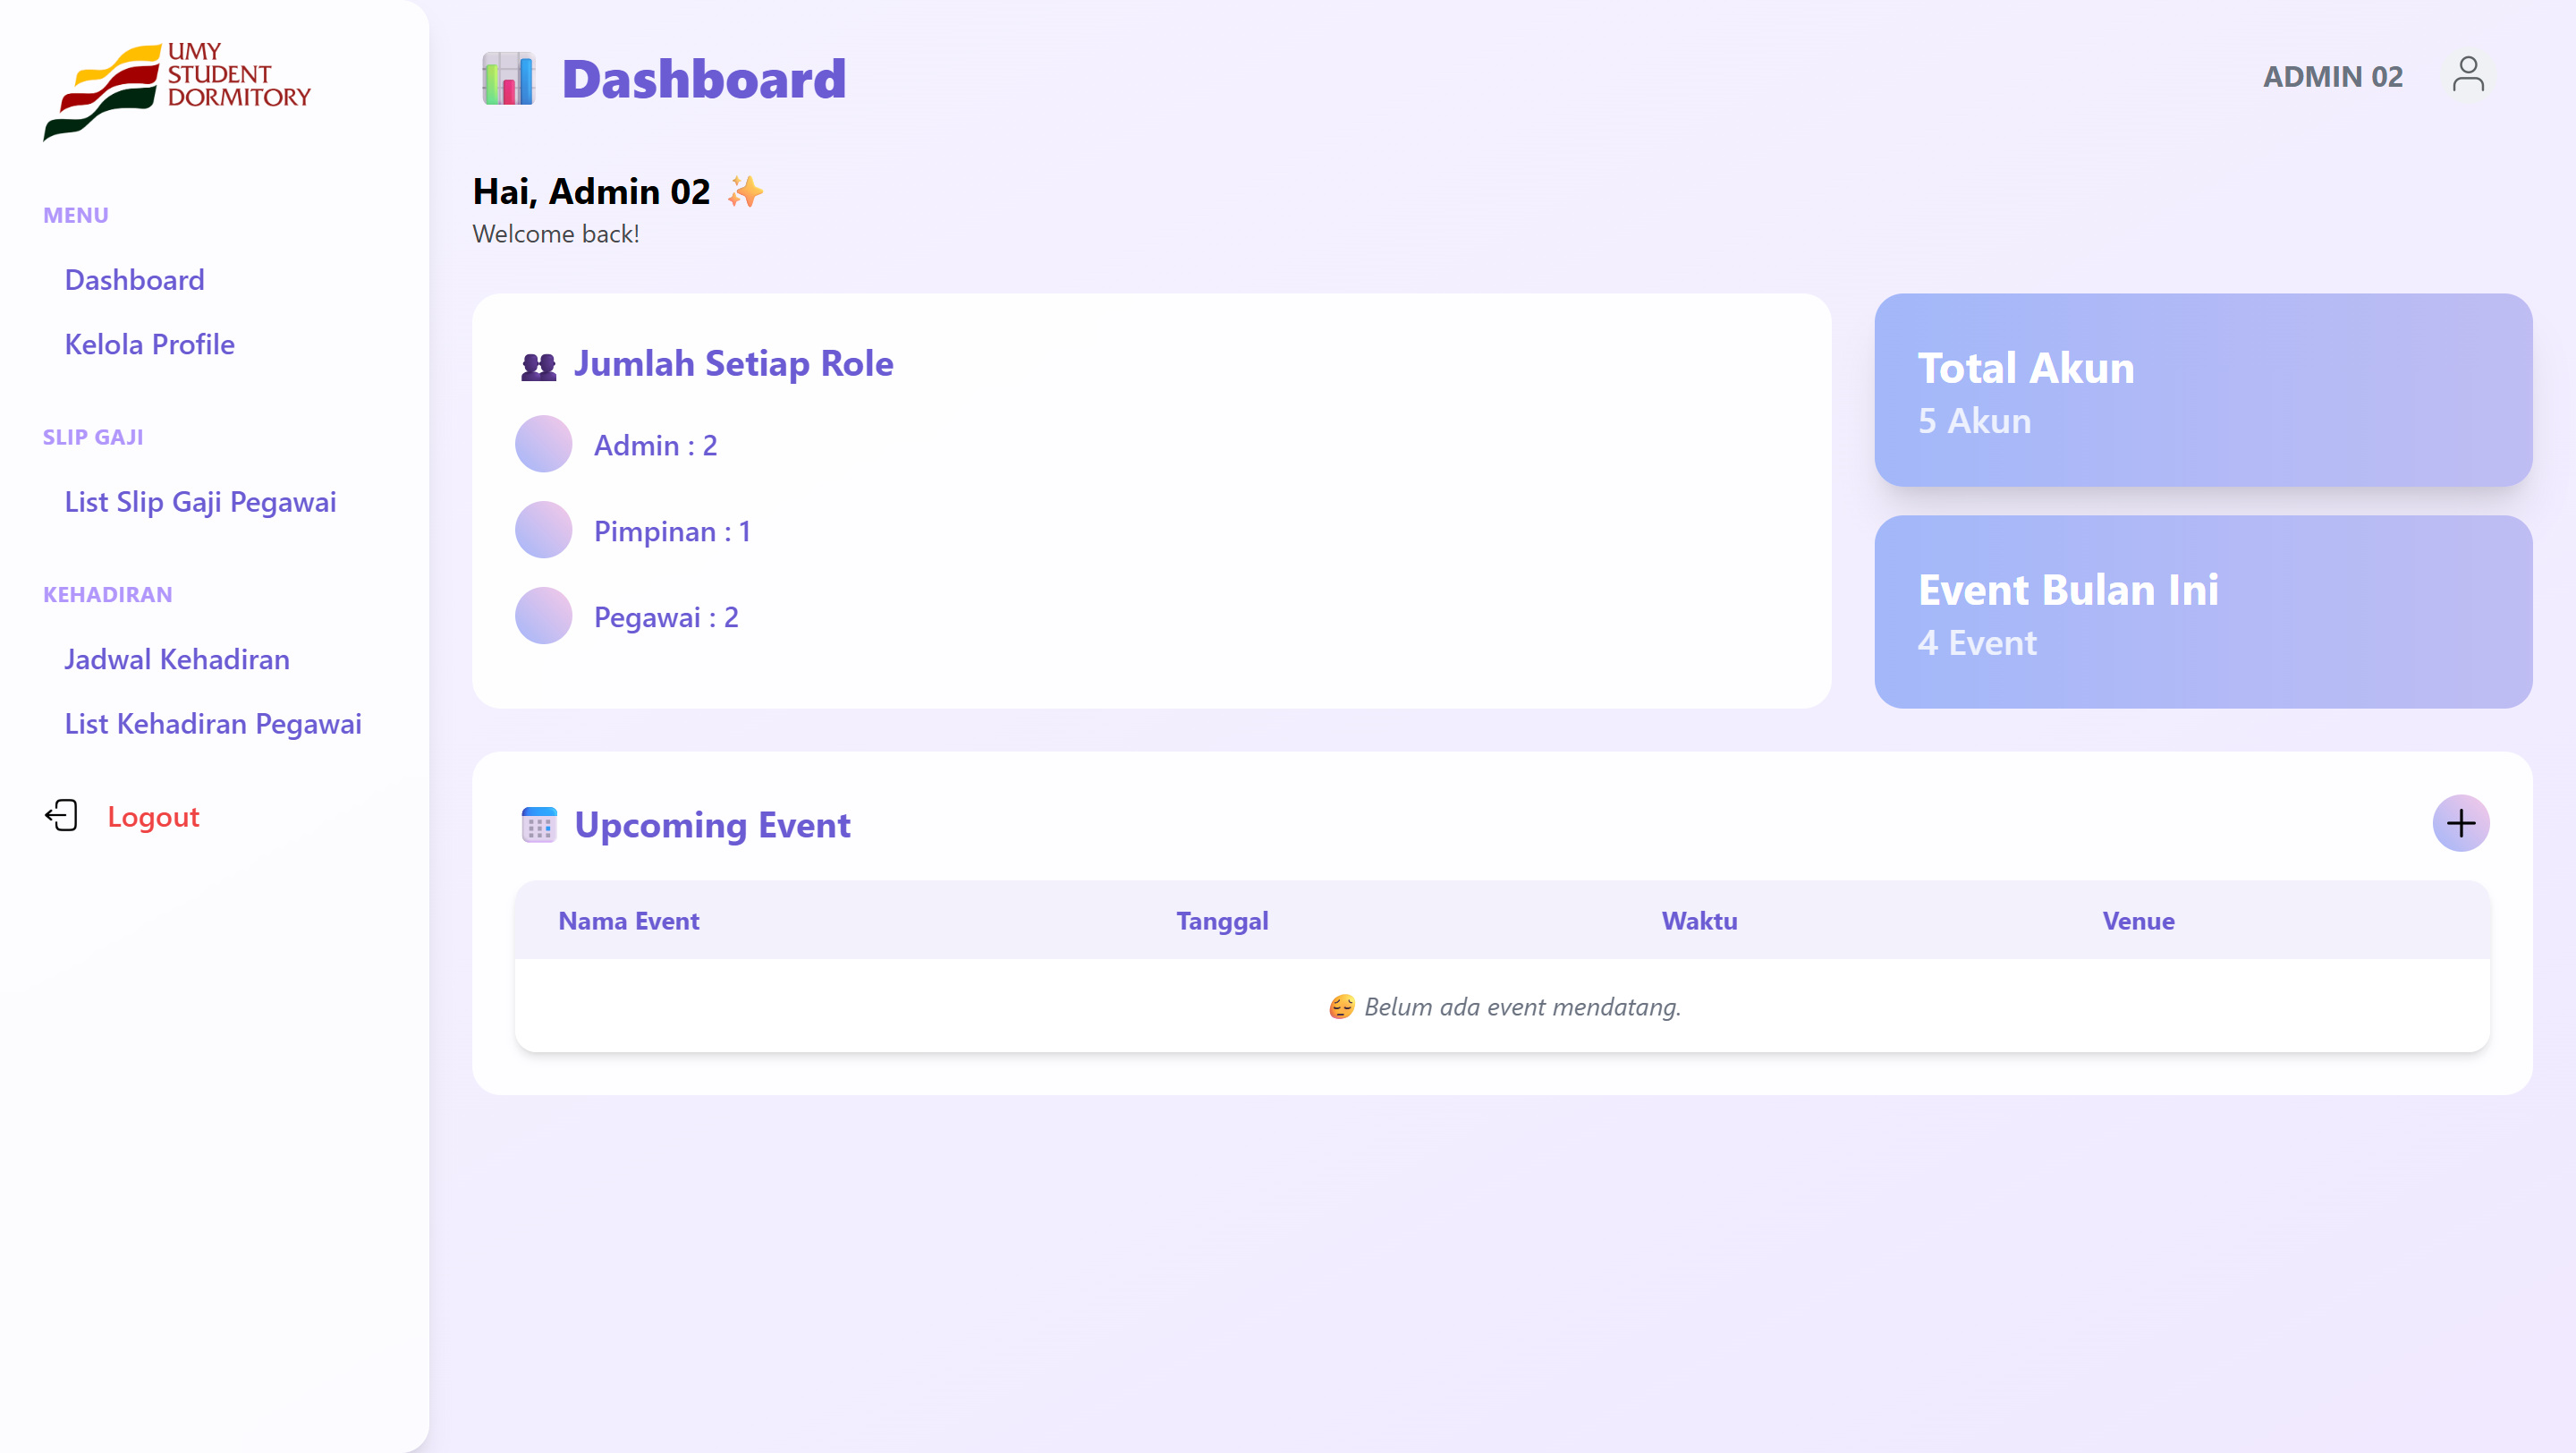 UMY
STUDENT
DORMITORY
MENU
Dashboard
Kelola Profile
SLIP GAJI
List Slip Gaji Pegawai
KEHADIRAN
Jadwal Kehadiran
List Kehadiran Pegawai
Logout
Dashboard
ADMIN 02
Hai, Admin 02 ✨
Welcome back!
Jumlah Setiap Role
Admin : 2
Pimpinan : 1
Pegawai : 2
Total Akun
5 Akun
Event Bulan Ini
4 Event
Upcoming Event
Nama Event Tanggal Waktu Venue
😔 Belum ada event mendatang.